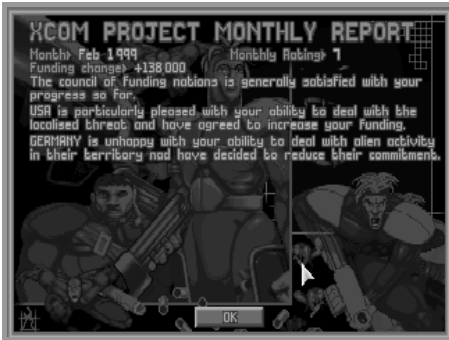 XCOM PROJECT MONTHLY REPORT
Month> Feb 1999 Monthly Rating> 7
Funding change> +138 000
The council of funding nations is generally satisfied with your
progress so far.
USA is particularly pleased with your ability to deal with the
localised threat and have agreed to increase your funding.
GERMANY is unhappy with your ability to deal with alien activity
in their territory nad have decided to reduce their commitment.
OK